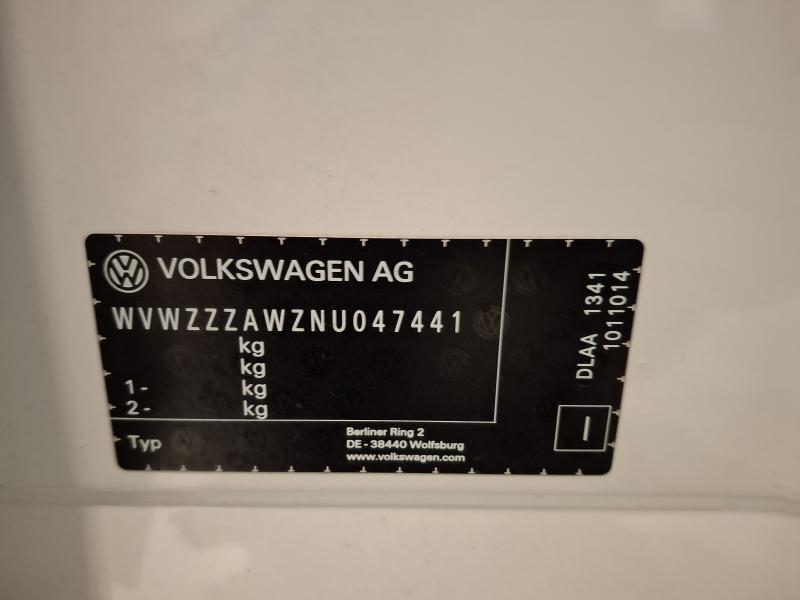 VOLKSWAGEN AG
WVWZZZAWZNU047441
kg
kg
1- kg
2- kg
Typ
Berliner Ring 2
DE - 38440 Wolfsburg
www.volkswagen.com
DLAA 1341
1011014
I